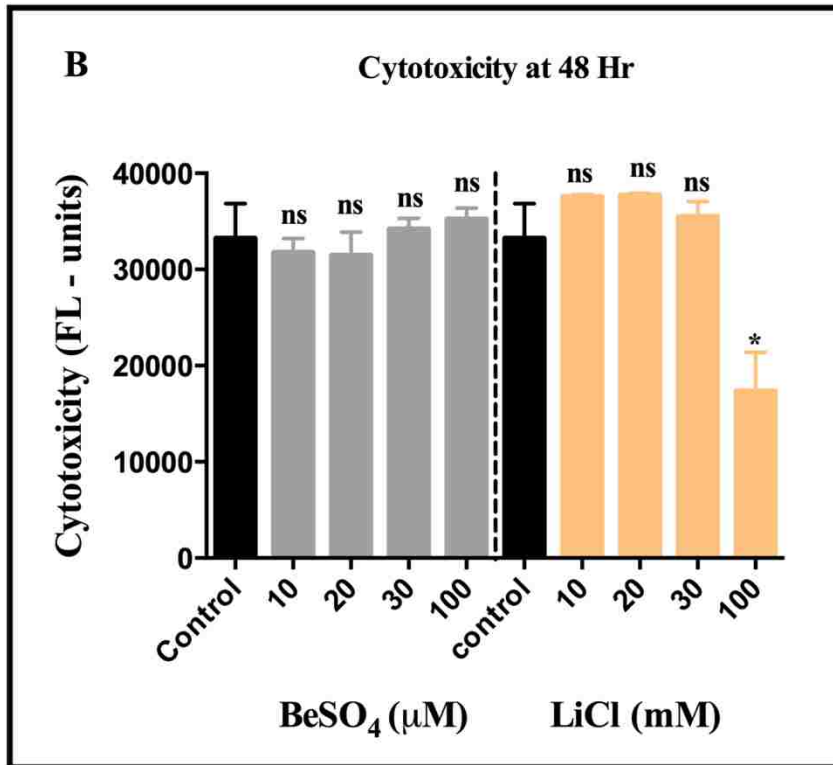 B
Cytotoxicity at 48 Hr
Cytotoxicity (FL - units)
40000
30000
20000
10000
0
ns ns ns ns ns ns ns *
Control 10 20 30 100 control 10 20 30 100
BeSO₄ (μM) LiCl (mM)